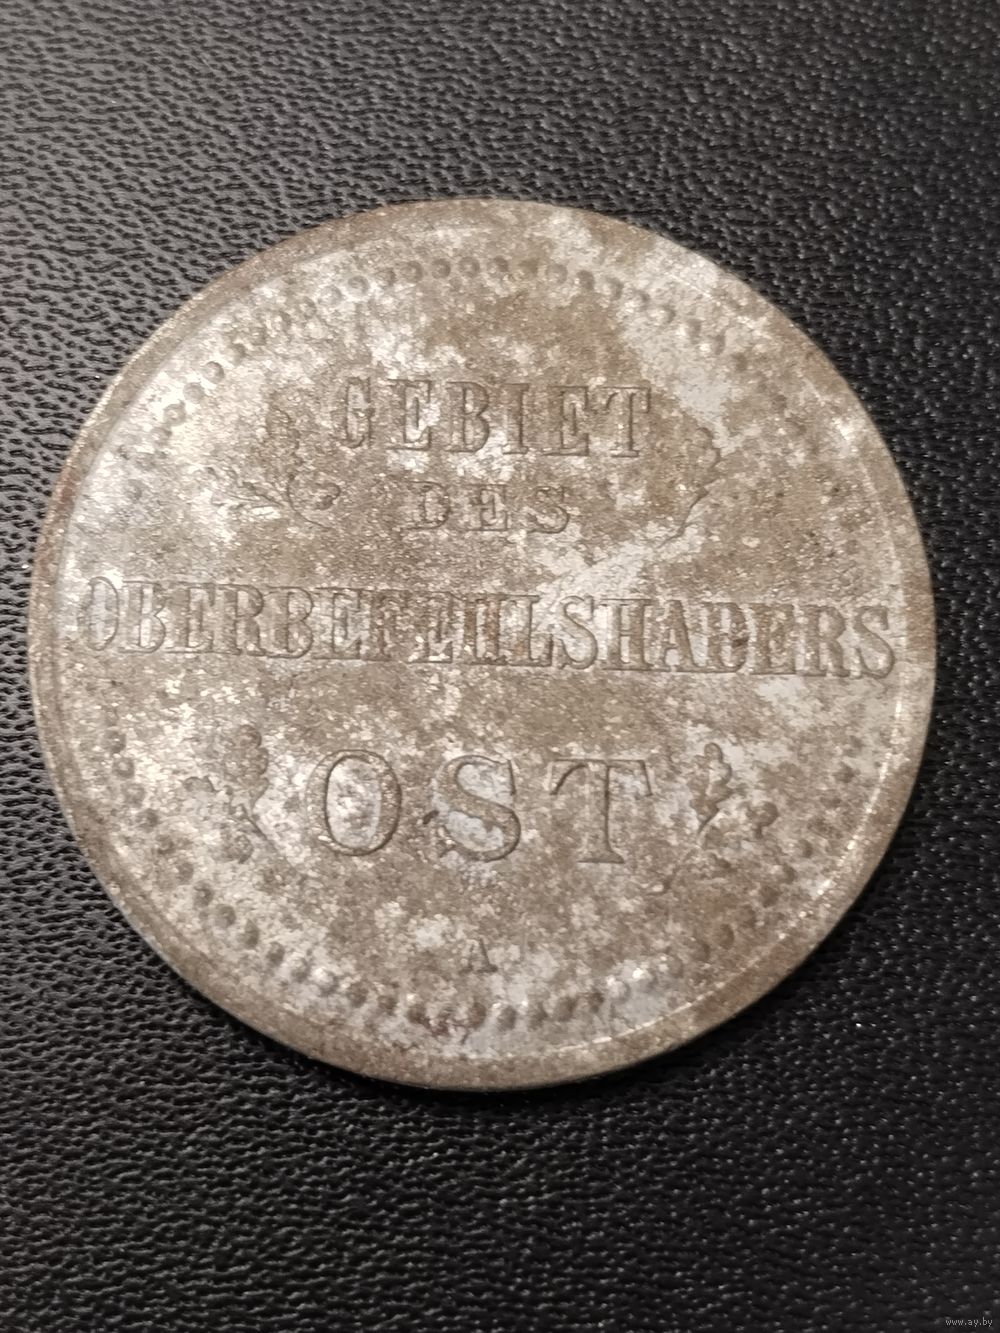 GEBIET
DES
OBERBEFEHLSHABERS
OST
A
www.ay.by